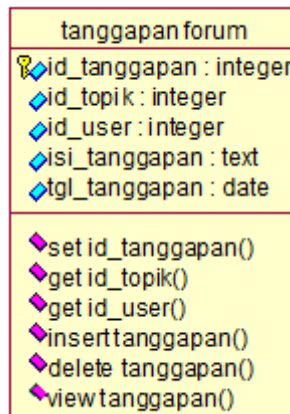 tanggapan forum
id_tanggapan : integer
id_topik : integer
id_user : integer
isi_tanggapan : text
tgl_tanggapan : date
set id_tanggapan()
get id_topik()
get id_user()
insert tanggapan()
delete tanggapan()
view tanggapan()